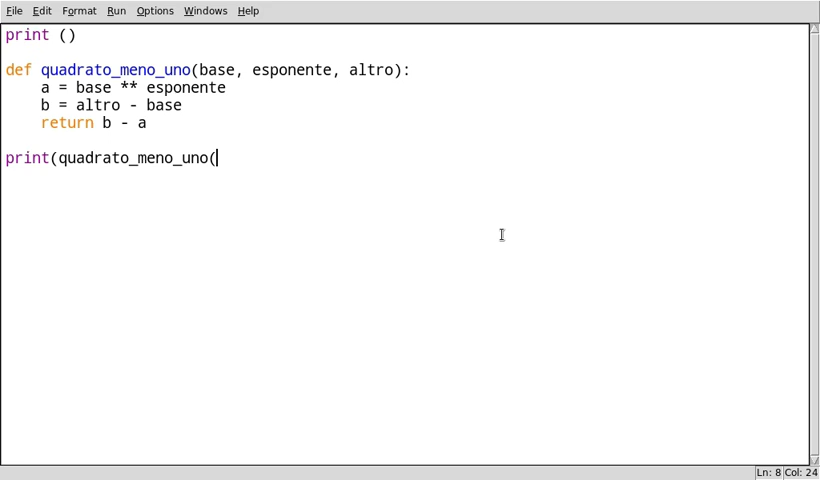 File Edit Format Run Options Windows Help
print ()
def quadrato_meno_uno(base, esponente, altro):
    a = base ** esponente
    b = altro - base
    return b - a
print(quadrato_meno_uno(
Ln: 8 Col: 24